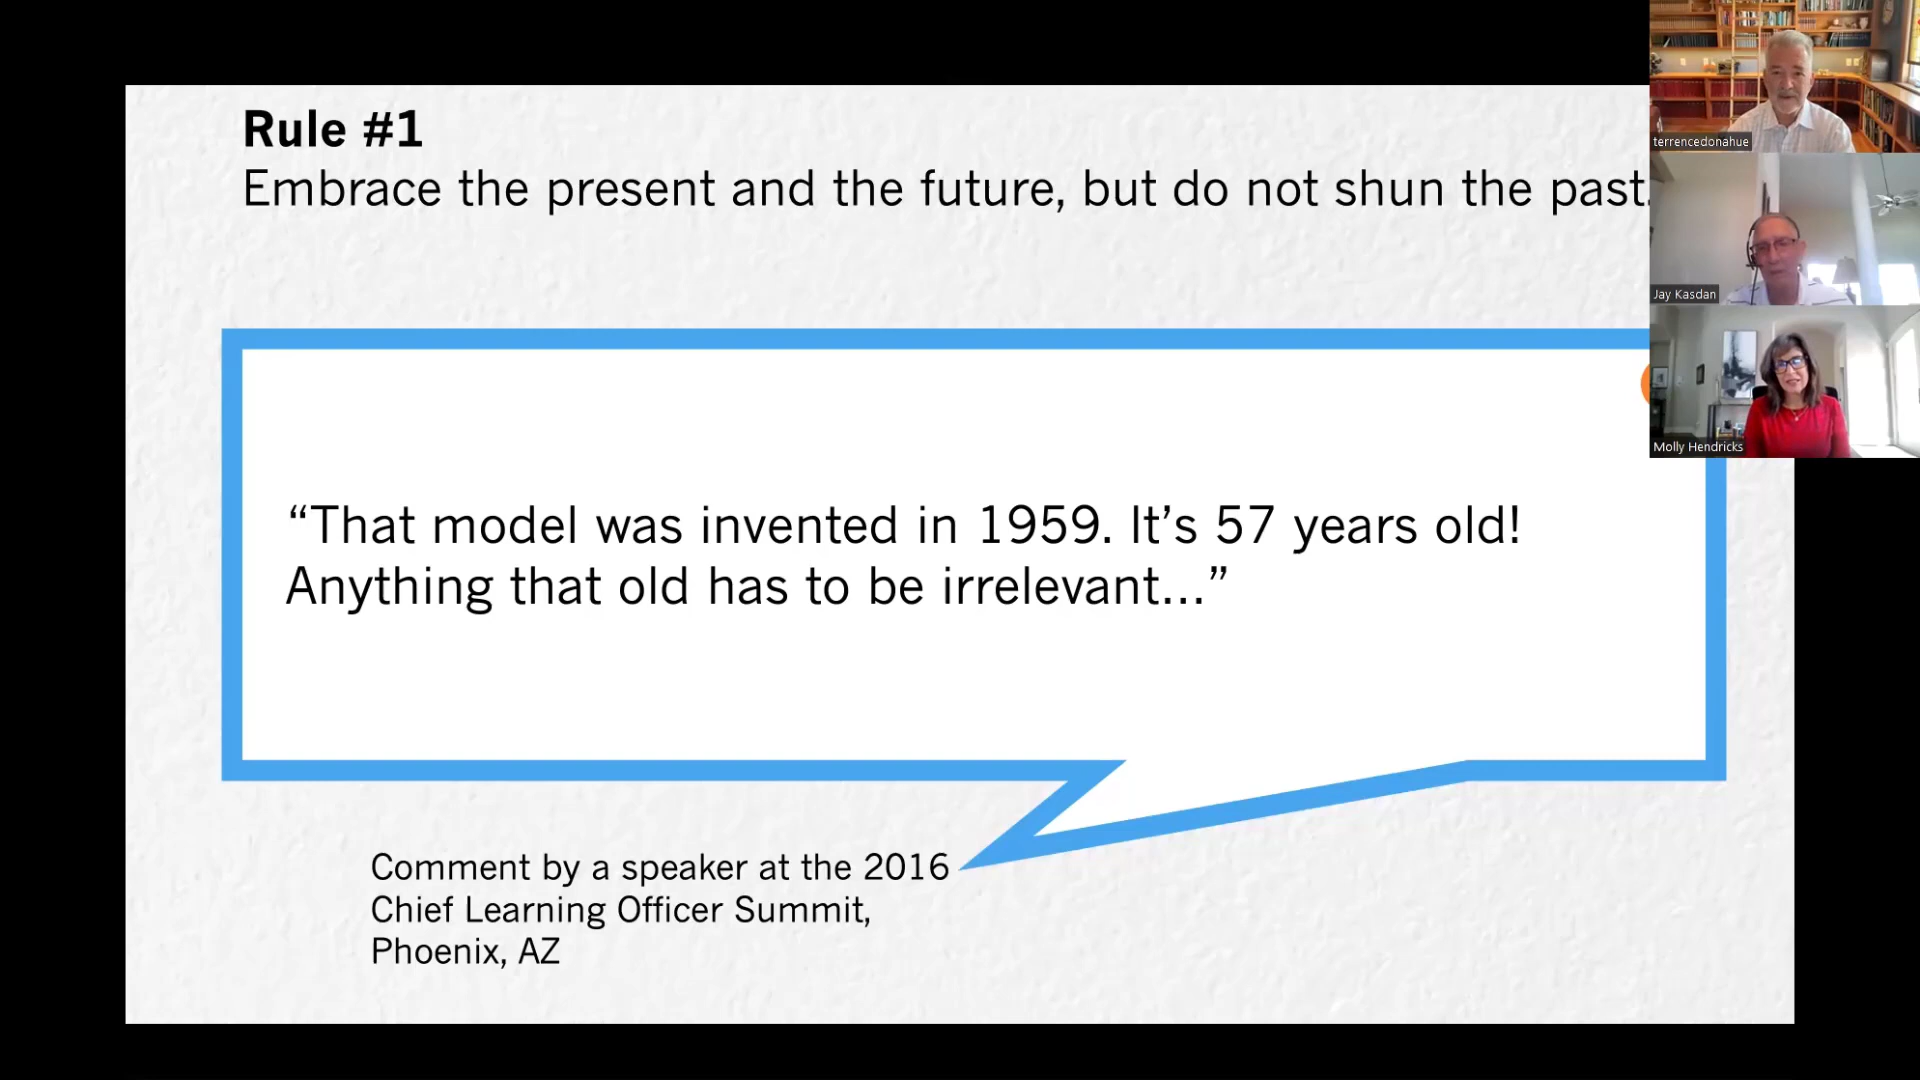 Rule #1
Embrace the present and the future, but do not shun the past.
“That model was invented in 1959. It’s 57 years old!
Anything that old has to be irrelevant...”
Comment by a speaker at the 2016
Chief Learning Officer Summit,
Phoenix, AZ
terrencedonahue
Jay Kasdan
Molly Hendricks